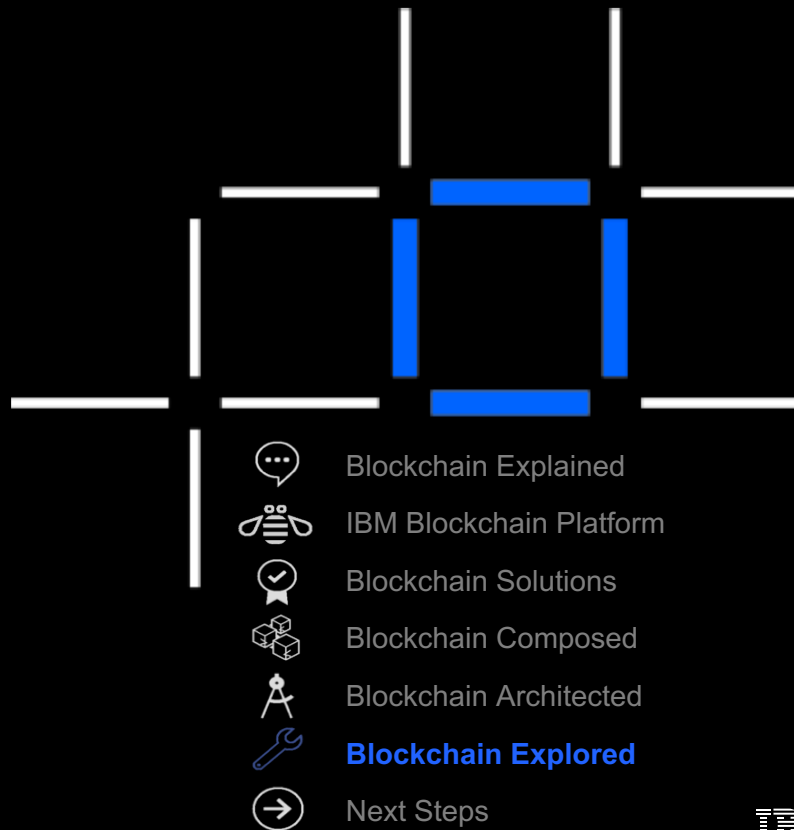 Blockchain Explained
IBM Blockchain Platform
Blockchain Solutions
Blockchain Composed
Blockchain Architected
Blockchain Explored
Next Steps